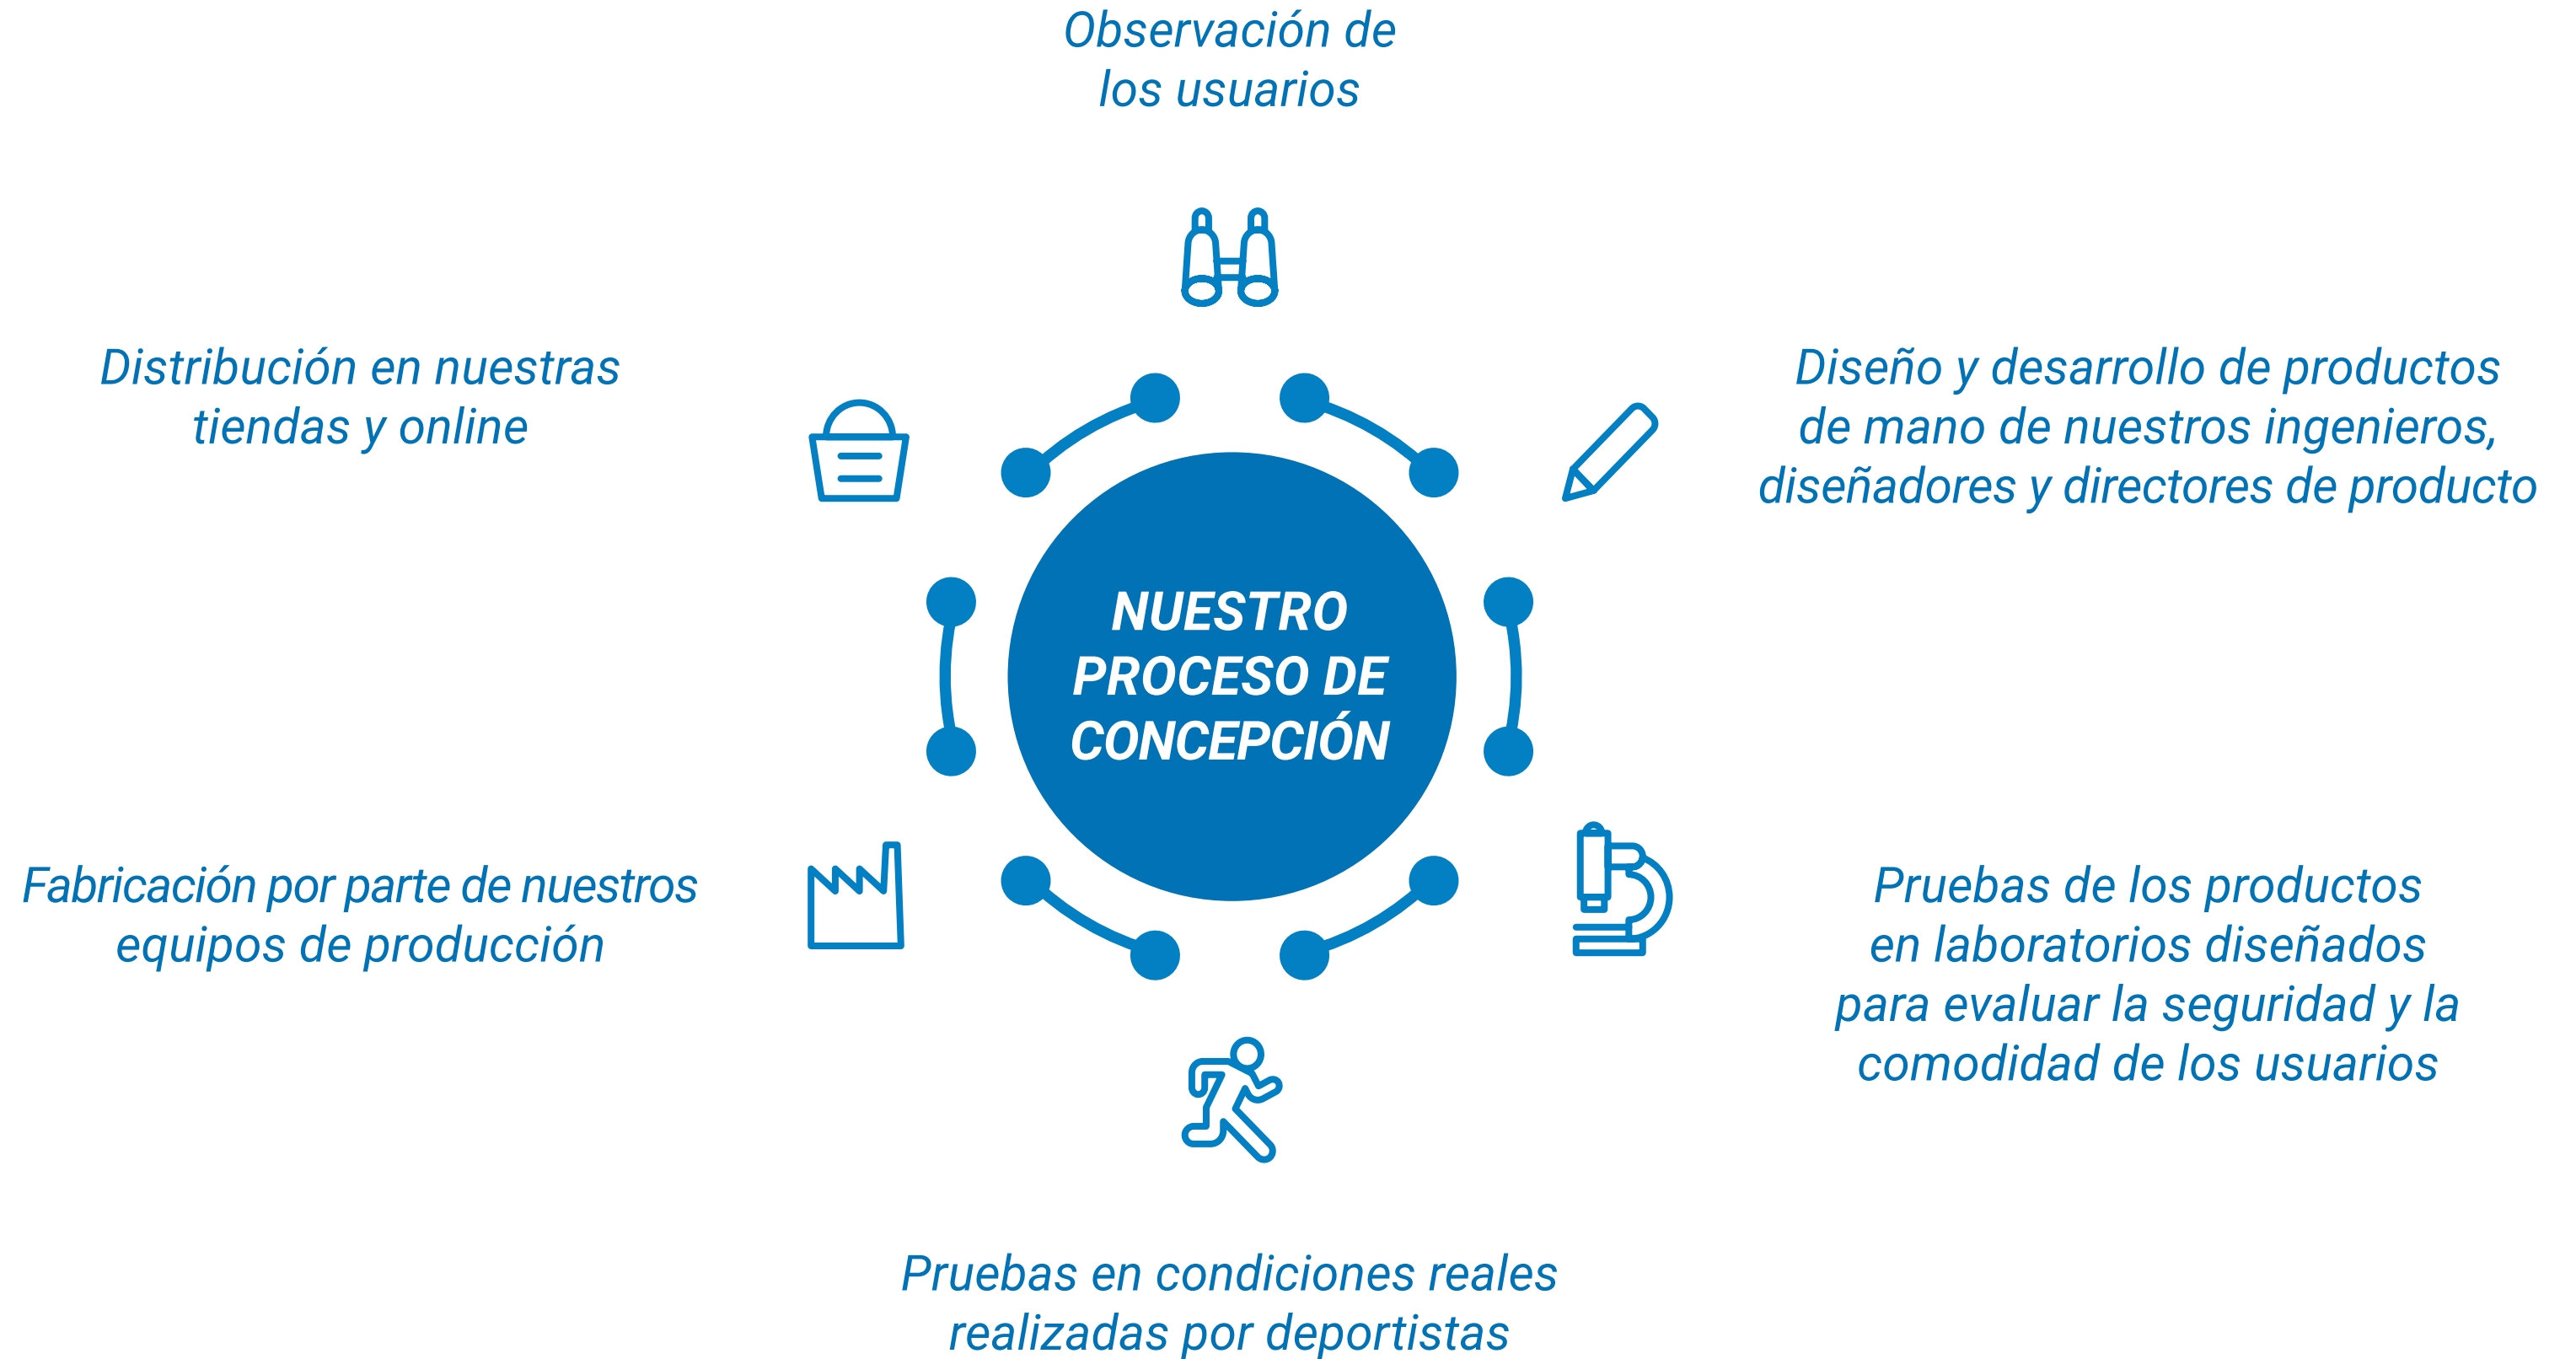 Observación de
los usuarios
Distribución en nuestras
tiendas y online
Diseño y desarrollo de productos
de mano de nuestros ingenieros,
diseñadores y directores de producto
NUESTRO
PROCESO DE
CONCEPCIÓN
Fabricación por parte de nuestros
equipos de producción
Pruebas de los productos
en laboratorios diseñados
para evaluar la seguridad y la
comodidad de los usuarios
Pruebas en condiciones reales
realizadas por deportistas